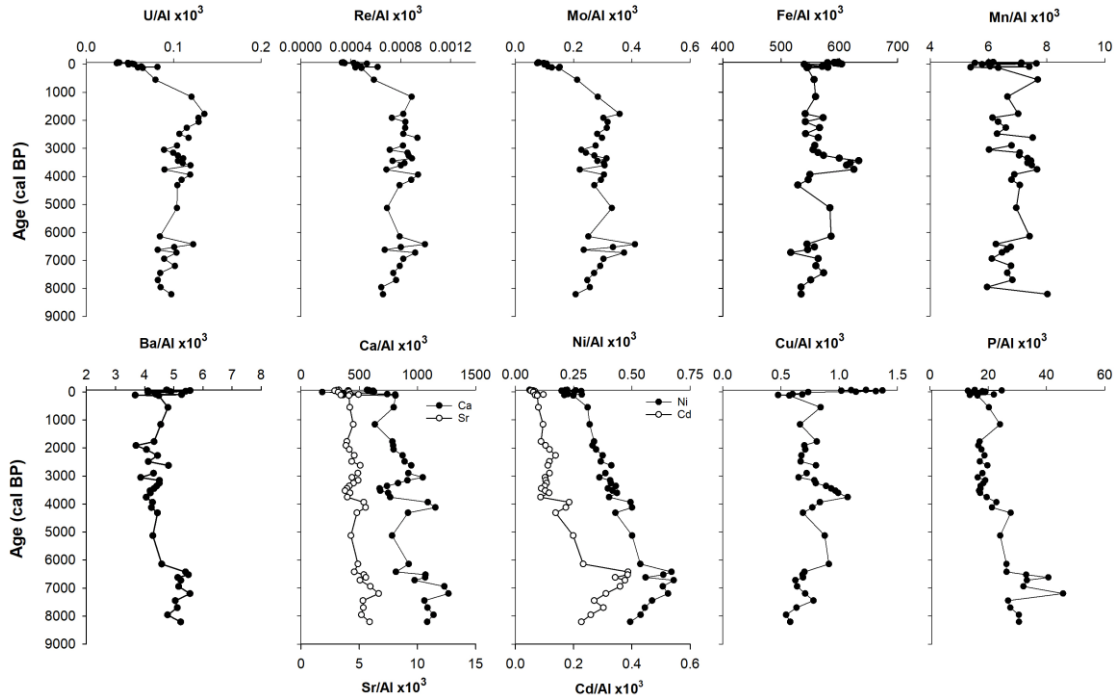 U/Al x10³ Re/Al x10³ Mo/Al x10³ Fe/Al x10³ Mn/Al x10³
0.0 0.1 0.2 0.0000 0.0004 0.0008 0.0012 0.0 0.2 0.4 0.6 400 500 600 700 4 6 8 10
Age (cal BP)
0
1000
2000
3000
4000
5000
6000
7000
8000
9000
Ba/Al x10³ Ca/Al x10³ Ni/Al x10³ Cu/Al x10³ P/Al x10³
2 3 4 5 6 7 8 0 500 1000 1500 0.00 0.25 0.50 0.75 0.0 0.5 1.0 1.5 0 20 40 60
Age (cal BP)
0
1000
2000
3000
4000
5000
6000
7000
8000
9000
Ca
Sr
Ni
Cd
0 5 10 15 0.0 0.2 0.4 0.6
Sr/Al x10³ Cd/Al x10³